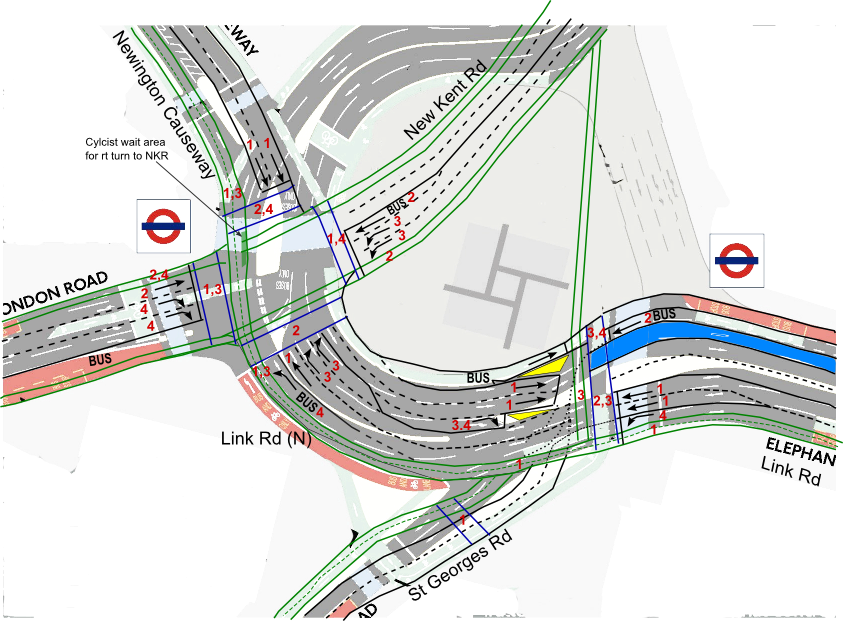 EWAY
Newington Causeway
New Kent Rd
Cylcist wait area
for rt turn to NKR
1 1
1,3
2,4
BUS 2
3
3
2
1,4
ONDON ROAD
2,4
2
4
4
1,3
BUS
2
1,3
1
3
3
BUS 4
BUS
1
1
3,4
3
3,4
2,3
2 BUS
1
1
4
1
1
Link Rd (N)
ELEPHAN
Link Rd
1
St Georges Rd
AD